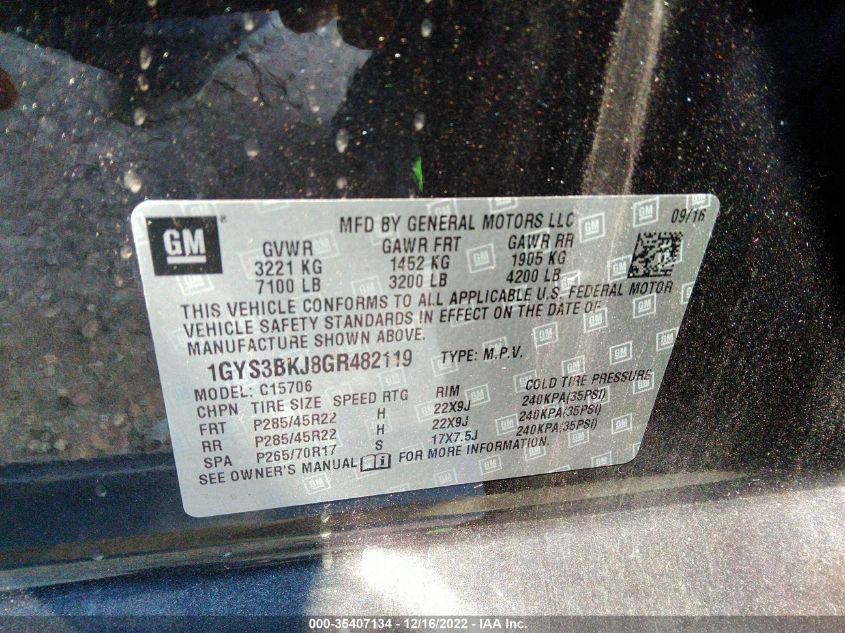 GM
MFD BY GENERAL MOTORS LLC 09/16
GVWR GAWR FRT GAWR RR
3221 KG 1452 KG 1905 KG
7100 LB 3200 LB 4200 LB
THIS VEHICLE CONFORMS TO ALL APPLICABLE U.S. FEDERAL MOTOR
VEHICLE SAFETY STANDARDS IN EFFECT ON THE DATE OF
MANUFACTURE SHOWN ABOVE.
1GYS3BKJ8GR482119 TYPE: M.P.V.
MODEL: C15706
CHPN TIRE SIZE SPEED RTG RIM COLD TIRE PRESSURE
FRT P285/45R22 H 22X9J 240KPA(35PSI)
RR P285/45R22 H 22X9J 240KPA(35PSI)
SPA P265/70R17 S 17X7.5J 240KPA(35PSI)
SEE OWNER'S MANUAL FOR MORE INFORMATION.
000-35407134 - 12/16/2022 - IAA Inc.